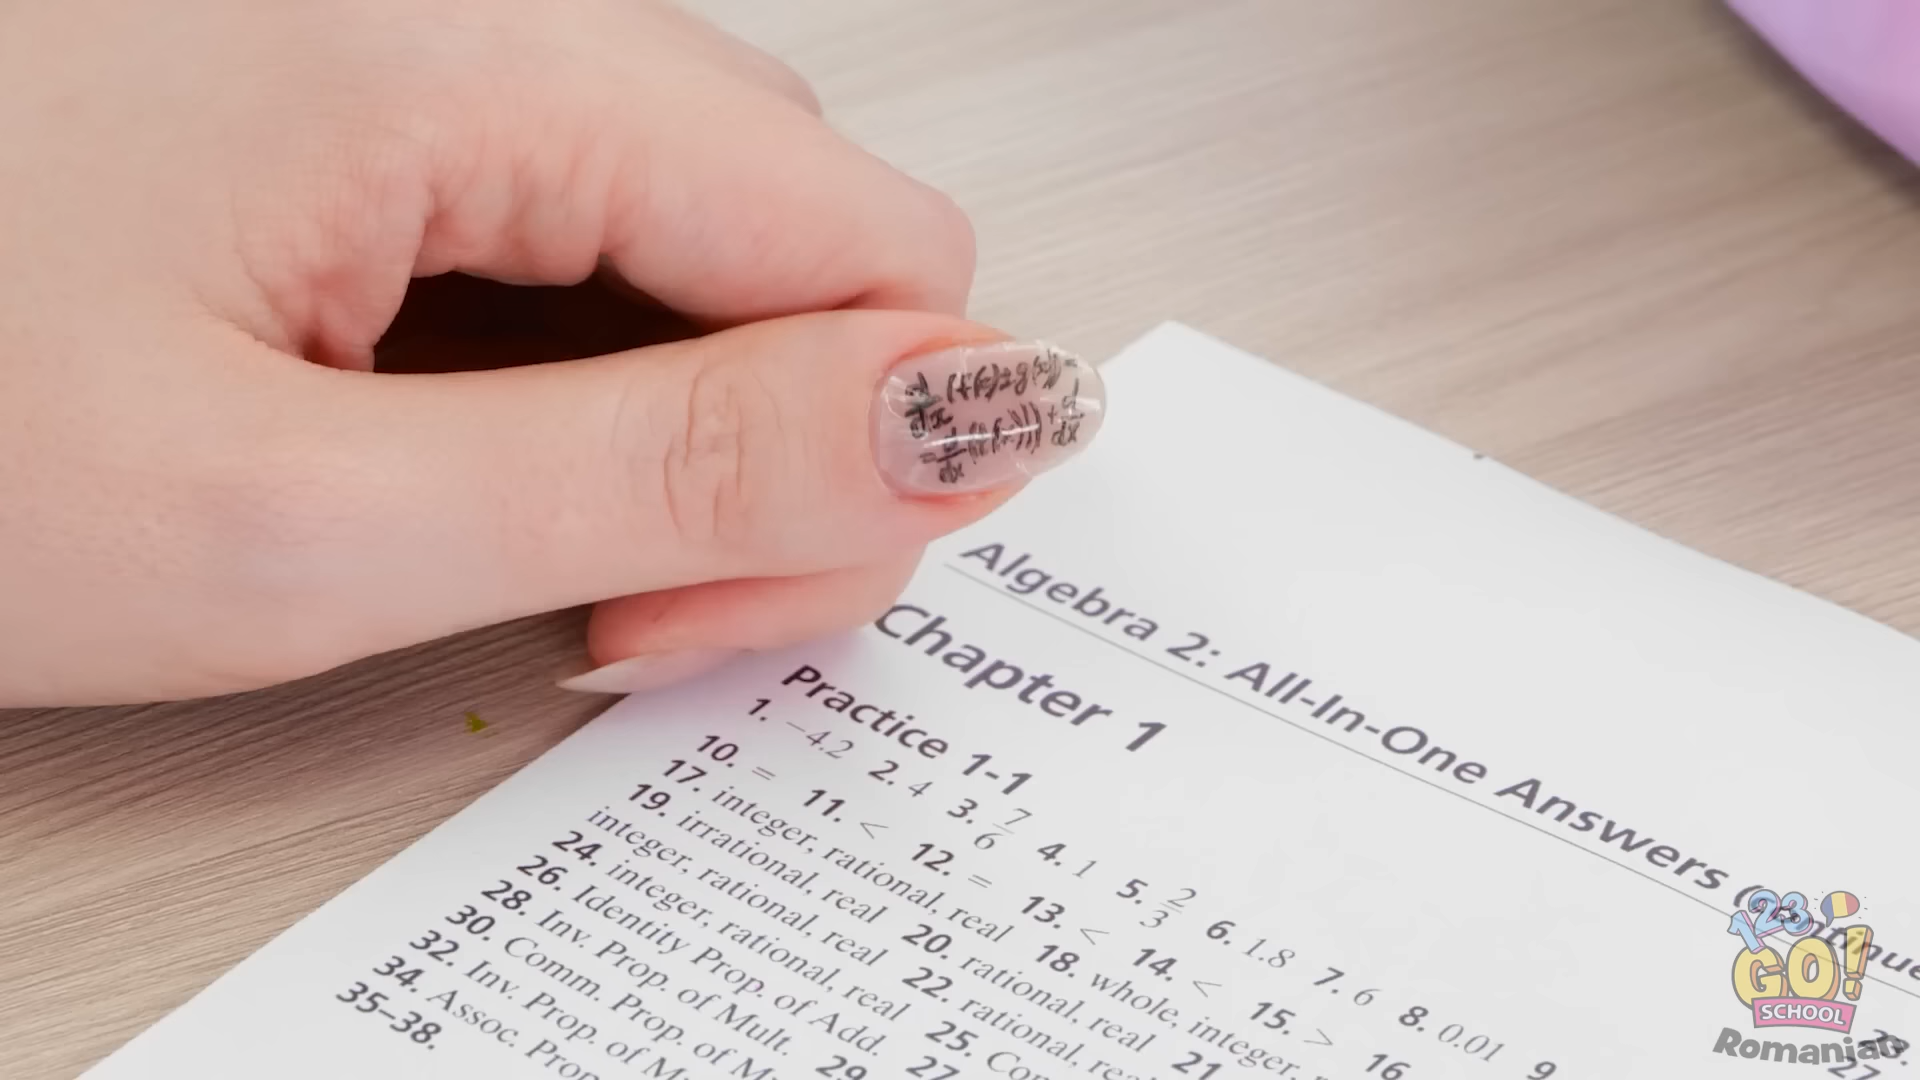 Algebra 2: All-In-One Answers
Chapter 1
Practice 1-1
1. −4.2 2. 4 3. 7/6 4. 1 5. 2/3 6. 1.8 7. 6 8. 0.01 9
10. = 11. < 12. = 13. < 14. < 15. > 16
17. integer, rational, real 18. whole, integer,
19. irrational, real 20. rational, real 21
integer, rational, real 22. rational,
24. integer, rational, real 25.
26. Identity Prop. of Add. 27
28. Inv. Prop. of Mult. 29
30. Comm. Prop. of
32. Inv. Prop. of
34. Assoc.
35–38.
123
GO!
SCHOOL
Romanian